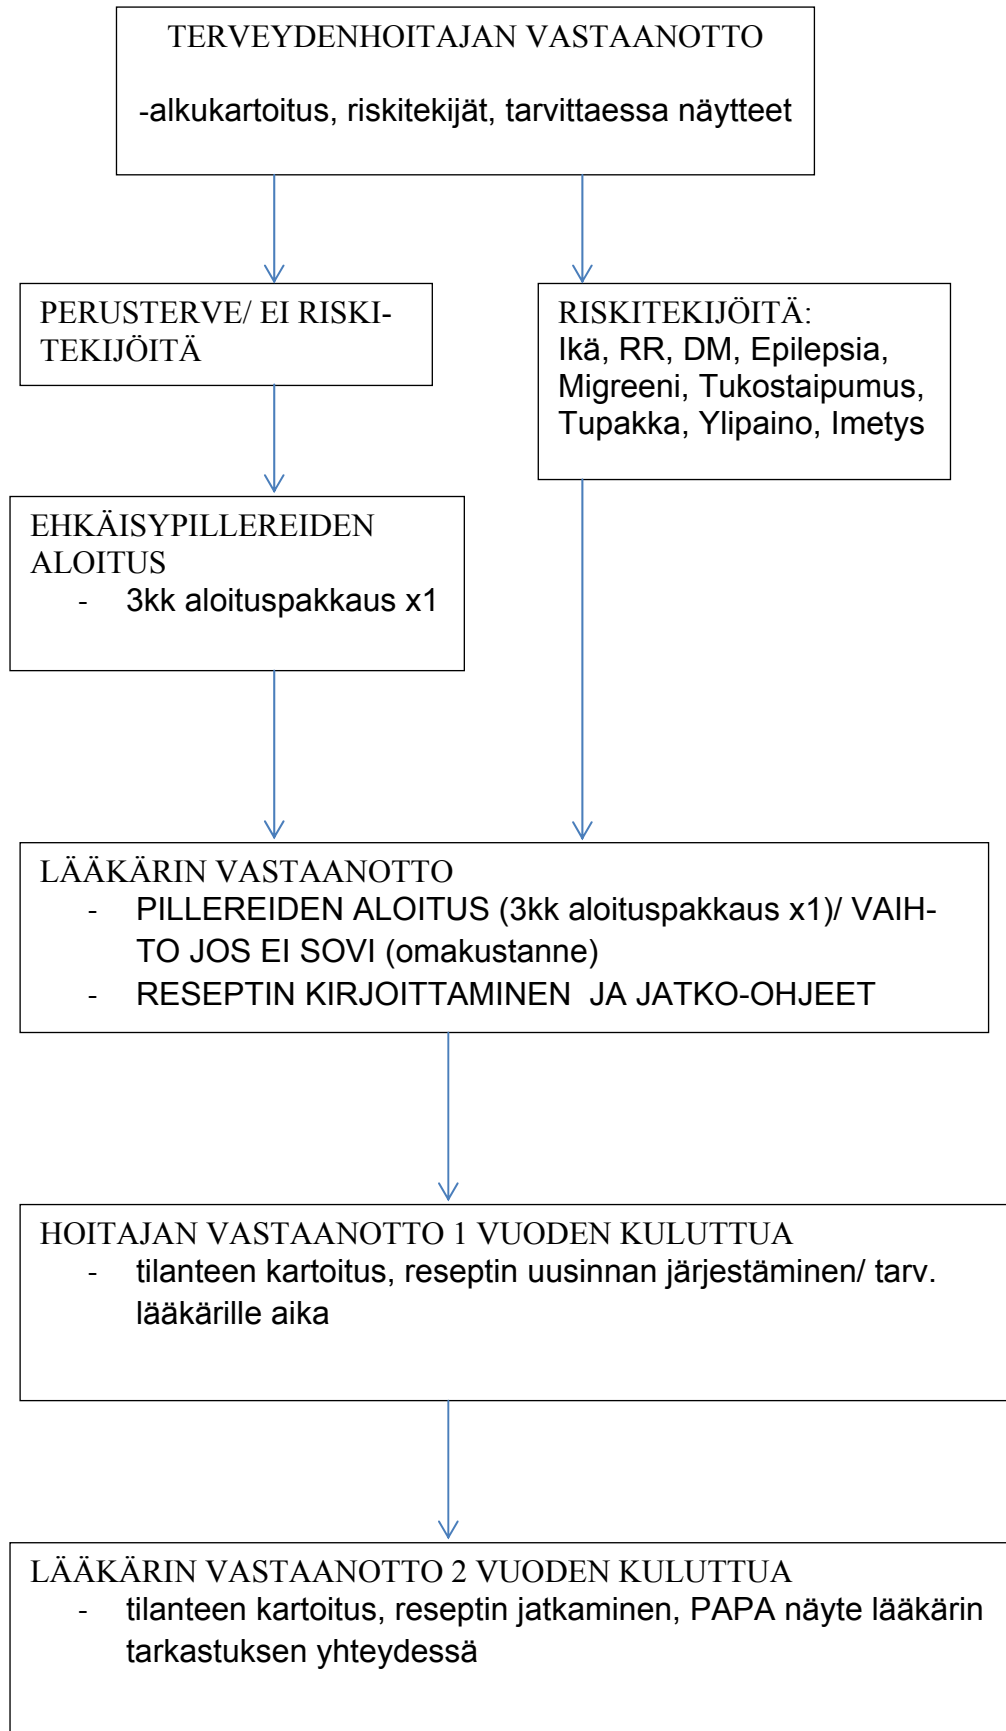 TERVEYDENHOITAJAN VASTAANOTTO
-alkukartoitus, riskitekijät, tarvittaessa näytteet
PERUSTERVE/ EI RISKI-
TEKIJÖITÄ
RISKITEKIJÖITÄ:
Ikä, RR, DM, Epilepsia,
Migreeni, Tukostaipumus,
Tupakka, Ylipaino, Imetys
EHKÄISYPILLEREIDEN
ALOITUS
- 3kk aloituspakkaus x1
LÄÄKÄRIN VASTAANOTTO
- PILLEREIDEN ALOITUS (3kk aloituspakkaus x1)/ VAIH-
TO JOS EI SOVI (omakustanne)
- RESEPTIN KIRJOITTAMINEN JA JATKO-OHJEET
HOITAJAN VASTAANOTTO 1 VUODEN KULUTTUA
- tilanteen kartoitus, reseptin uusinnan järjestäminen/ tarv.
lääkärille aika
LÄÄKÄRIN VASTAANOTTO 2 VUODEN KULUTTUA
- tilanteen kartoitus, reseptin jatkaminen, PAPA näyte lääkärin
tarkastuksen yhteydessä